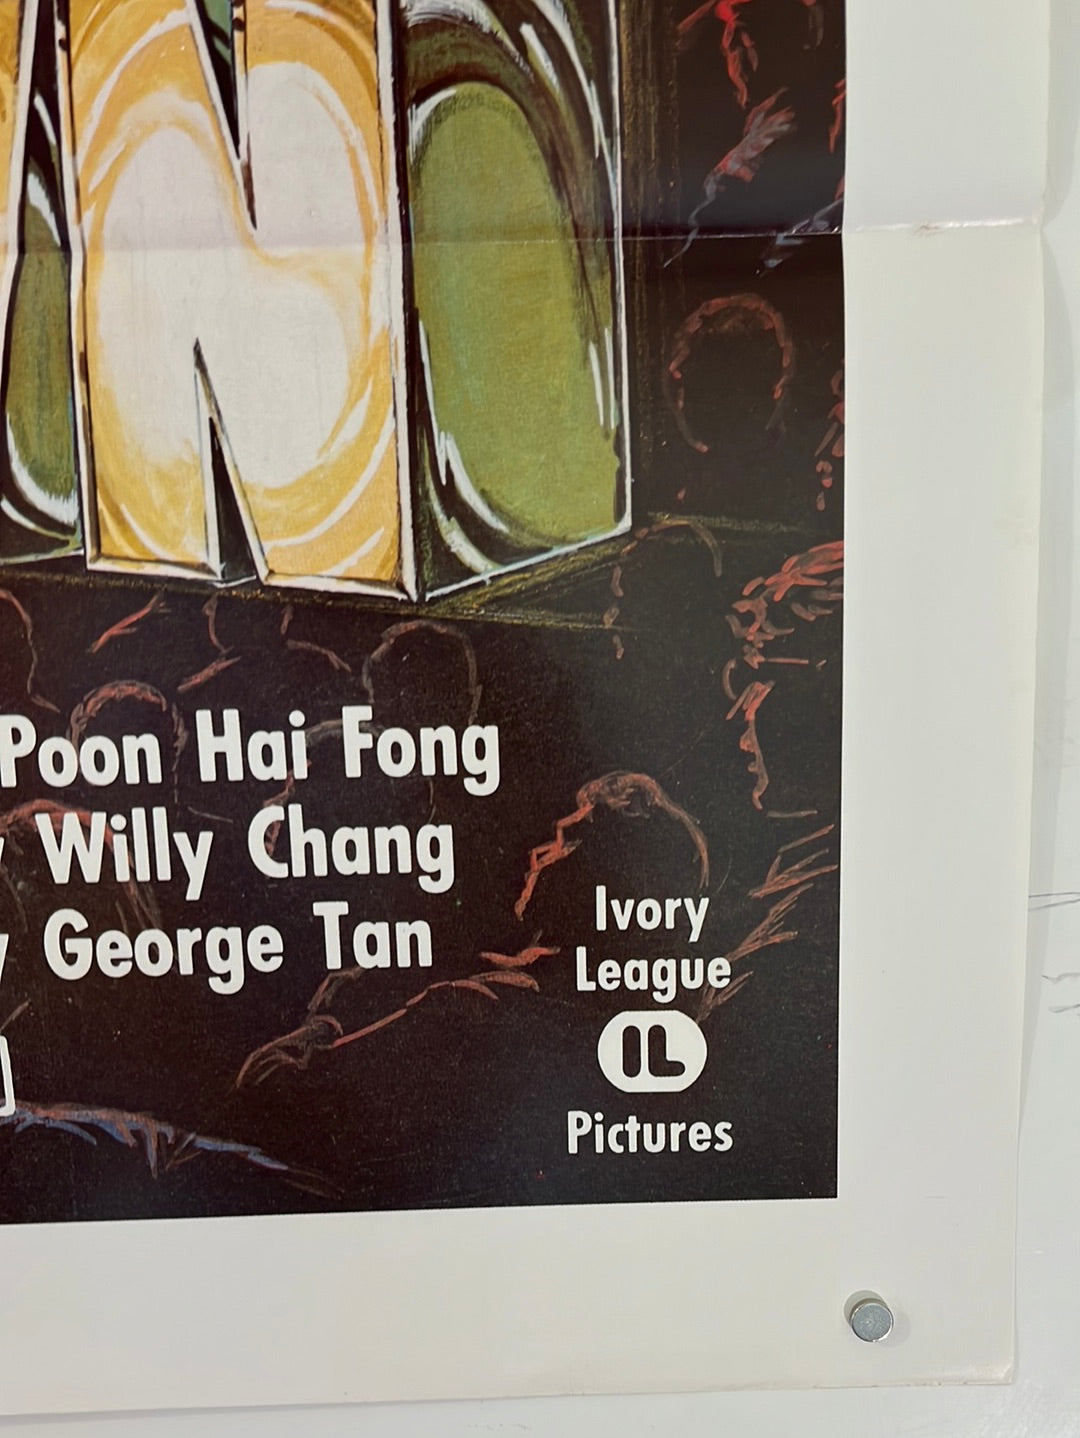 N
Poon Hai Fong
Willy Chang
George Tan
Ivory
League
IL
Pictures